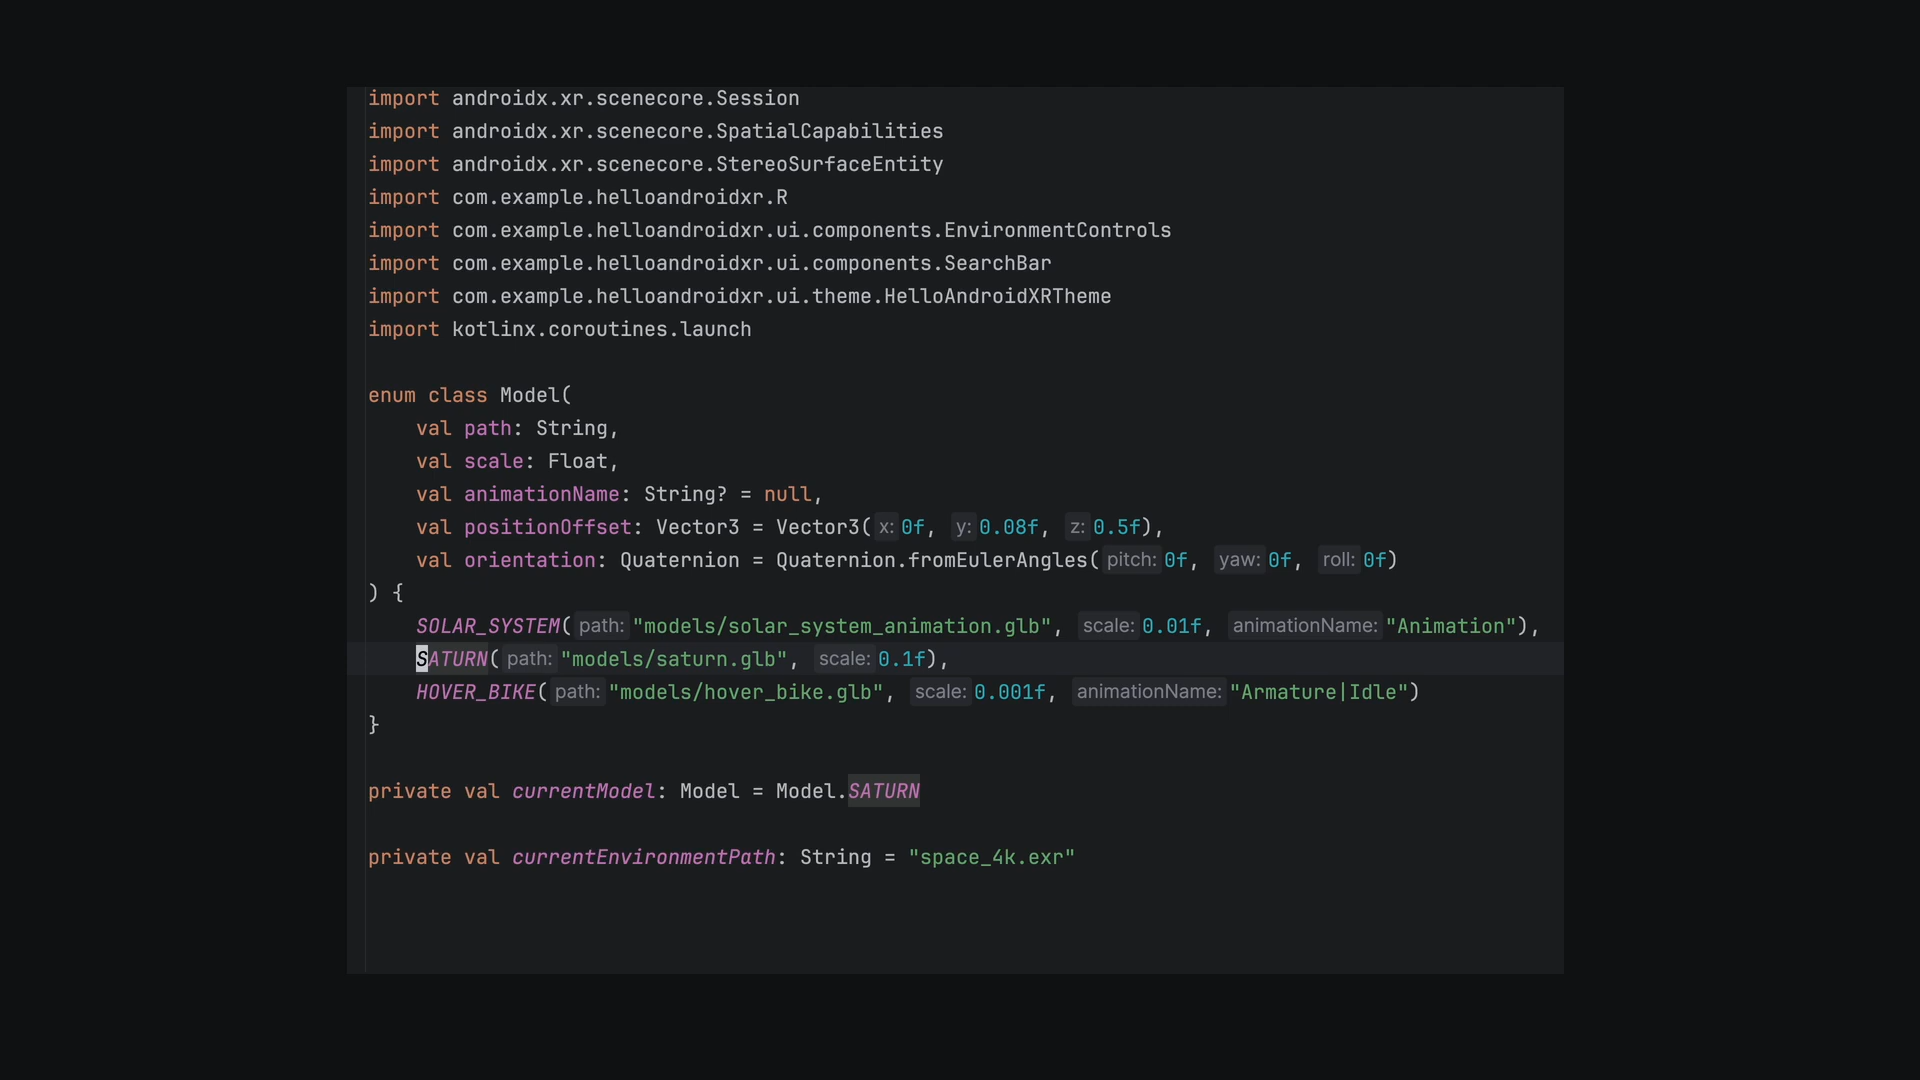 import androidx.xr.scenecore.Session
import androidx.xr.scenecore.SpatialCapabilities
import androidx.xr.scenecore.StereoSurfaceEntity
import com.example.helloandroidxr.R
import com.example.helloandroidxr.ui.components.EnvironmentControls
import com.example.helloandroidxr.ui.components.SearchBar
import com.example.helloandroidxr.ui.theme.HelloAndroidXRTheme
import kotlinx.coroutines.launch

enum class Model(
    val path: String,
    val scale: Float,
    val animationName: String? = null,
    val positionOffset: Vector3 = Vector3( x: 0f, y: 0.08f, z: 0.5f),
    val orientation: Quaternion = Quaternion.fromEulerAngles( pitch: 0f, yaw: 0f, roll: 0f)
) {
    SOLAR_SYSTEM( path: "models/solar_system_animation.glb", scale: 0.01f, animationName: "Animation"),
    SATURN( path: "models/saturn.glb", scale: 0.1f),
    HOVER_BIKE( path: "models/hover_bike.glb", scale: 0.001f, animationName: "Armature|Idle")
}

private val currentModel: Model = Model.SATURN

private val currentEnvironmentPath: String = "space_4k.exr"